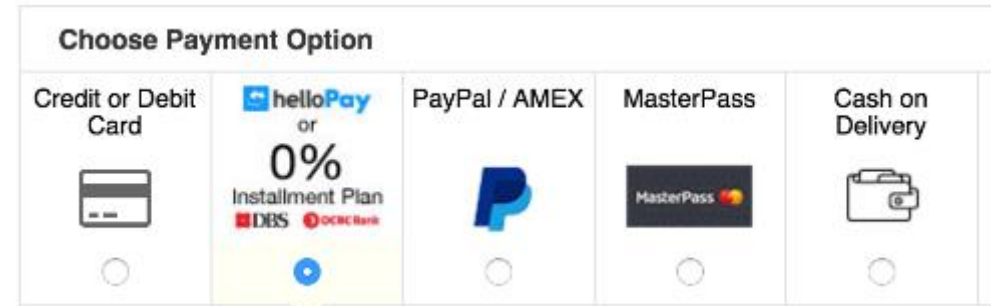 Choose Payment Option
Credit or Debit
Card
helloPay
or
0%
Installment Plan
DBS OCBC Bank
PayPal / AMEX
MasterPass
MasterPass
Cash on
Delivery